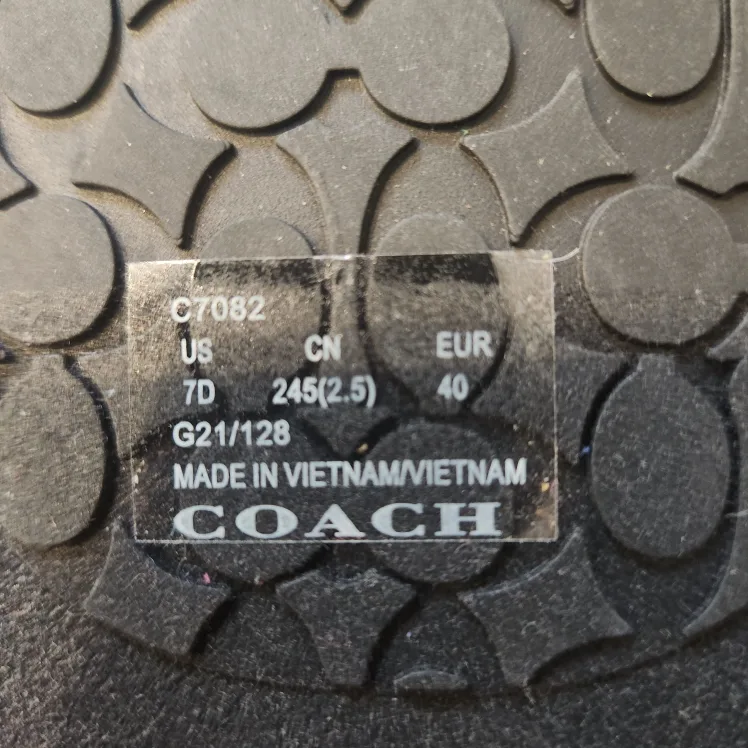 C7082
US CN EUR
7D 245(2.5) 40
G21/128
MADE IN VIETNAM/VIETNAM
COACH